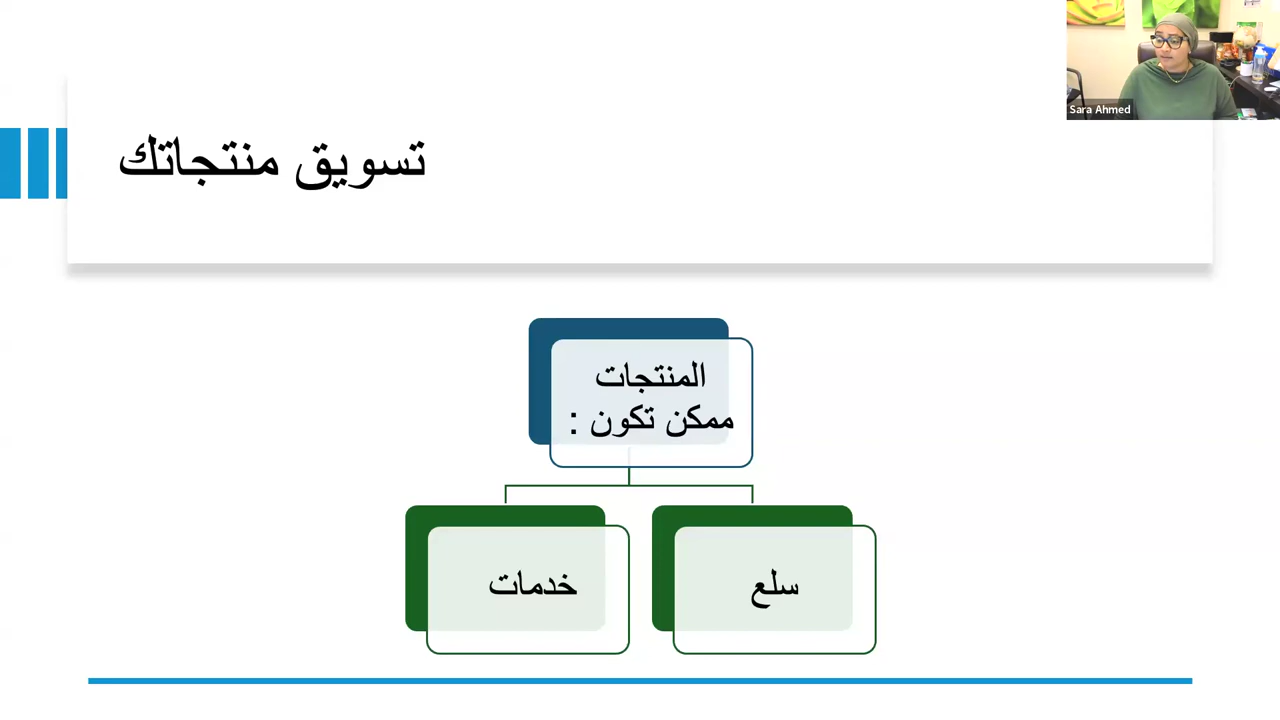 Sara Ahmed
تسويق منتجاتك
المنتجات
ممكن تكون :
سلع
خدمات